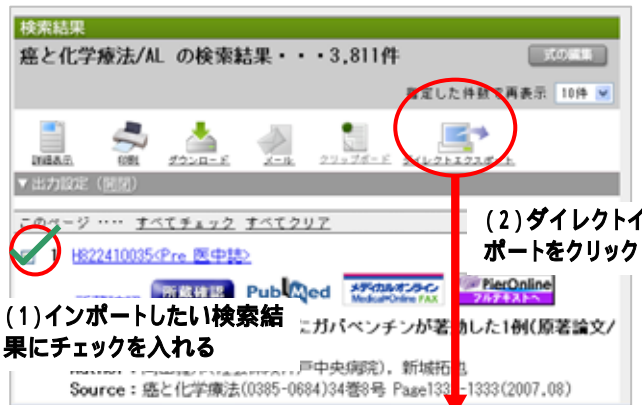 検索結果
癌と化学療法/AL の検索結果・・・3,811件
式の編集
指定した件数で再表示 10件
詳細表示 印刷 ダウンロード メール クリップボード ダイレクトエクスポート
▼出力設定(開閉)
このページ ‥‥ すべてチェック すべてクリア
(2)ダイレクトイ
ポートをクリック
1 H822410035<Pre 医中誌>
所蔵確認 PubMed メディカルオンライン MedicalOnline FAX PierOnline フルテキストへ
(1)インポートしたい検索結
果にチェックを入れる
にガバペンチンが著効した1例(原著論文/
戸中央病院), 新城拓也
Source:癌と化学療法(0385-0684)34巻8号 Page1331-1333(2007.08)